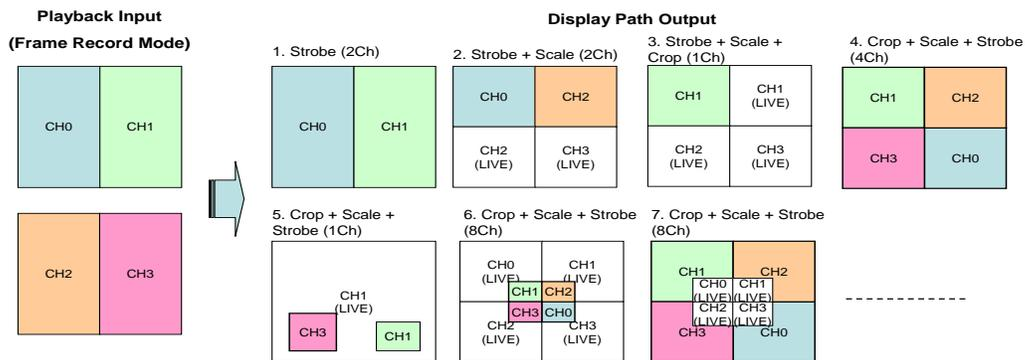 Playback Input
(Frame Record Mode)
Display Path Output
1. Strobe (2Ch)
2. Strobe + Scale (2Ch)
3. Strobe + Scale +
Crop (1Ch)
4. Crop + Scale + Strobe
(4Ch)
CH0 CH1
CH0 CH1
CH0 CH2
CH2
(LIVE)
CH3
(LIVE)
CH1
CH1
(LIVE)
CH2
(LIVE)
CH3
(LIVE)
CH1 CH2
CH3 CH0
CH2 CH3
5. Crop + Scale +
Strobe (1Ch)
CH1
(LIVE)
CH3
CH1
6. Crop + Scale + Strobe
(8Ch)
CH0
(LIVE)
CH1
(LIVE)
CH1 CH2
CH3 CH0
CH2
(LIVE)
CH3
(LIVE)
7. Crop + Scale + Strobe
(8Ch)
CH1 CH2
CH0
(LIVE)
CH1
(LIVE)
CH2
(LIVE)
CH3
(LIVE)
CH3 CH0